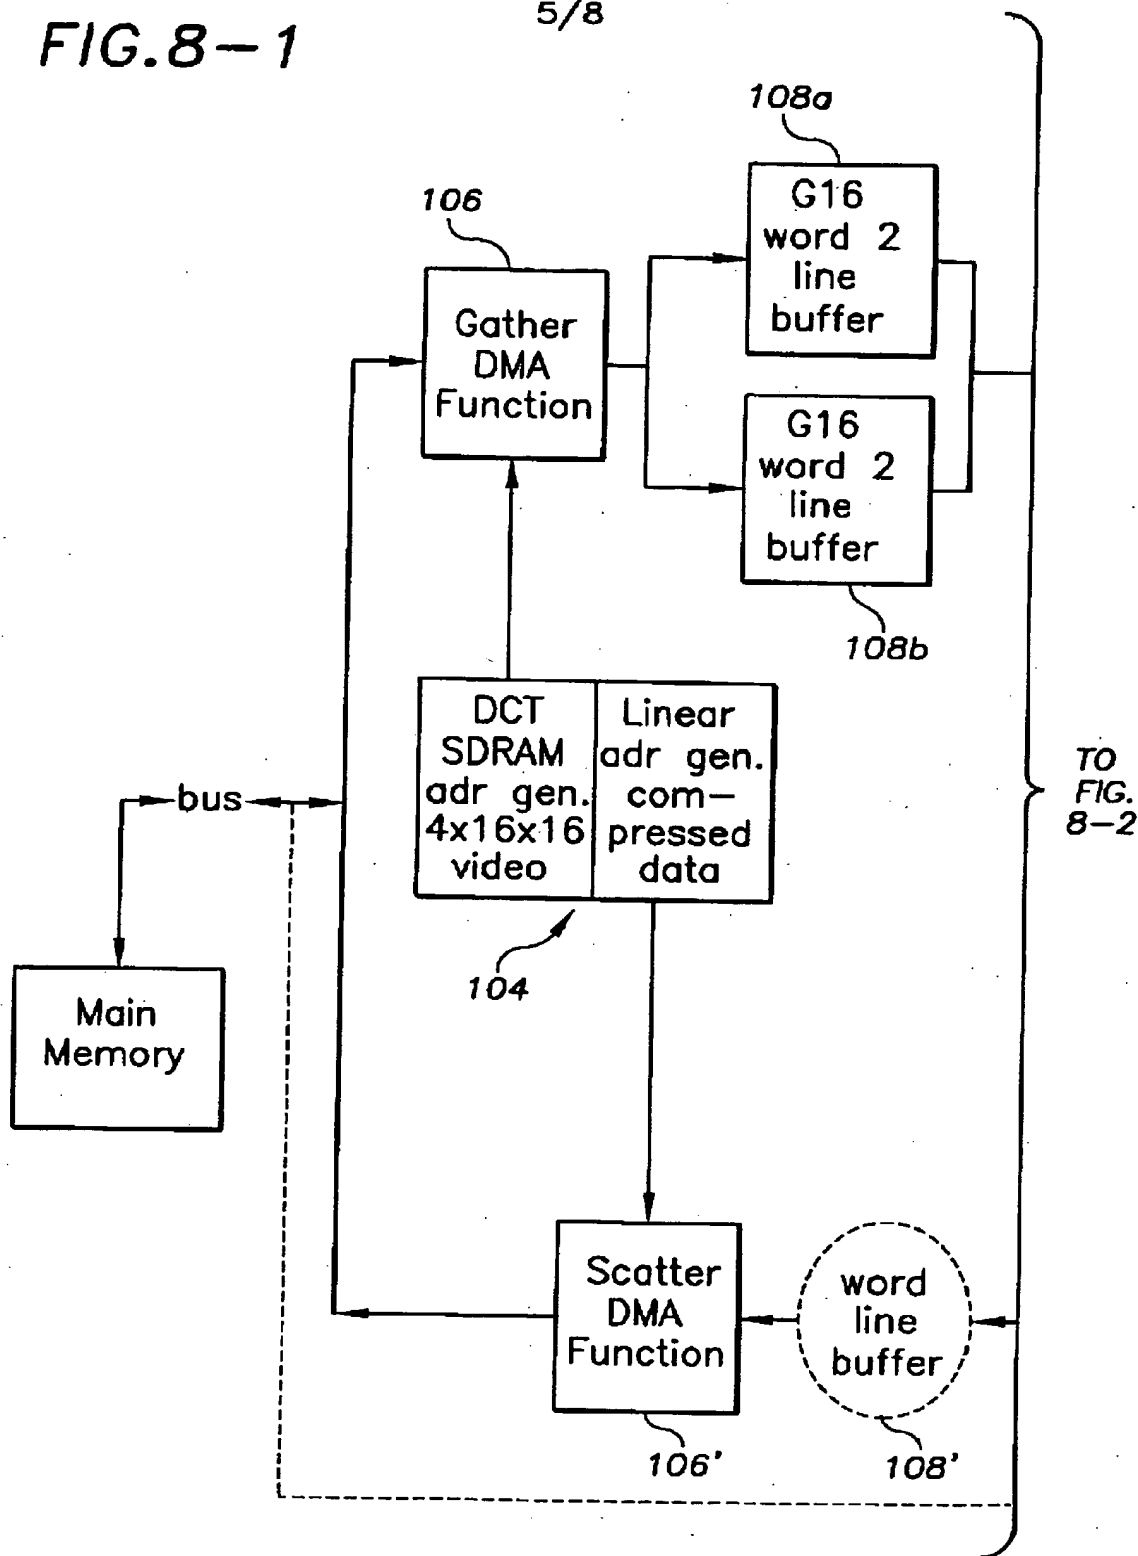 5/8
FIG.8-1
108a
G16
word 2
line
buffer
106
Gather
DMA
Function
G16
word 2
line
buffer
108b
DCT
SDRAM
adr gen.
4x16x16
video
Linear
adr gen.
com-
pressed
data
TO
FIG.
8-2
bus
104
Main
Memory
Scatter
DMA
Function
word
line
buffer
106'
108'